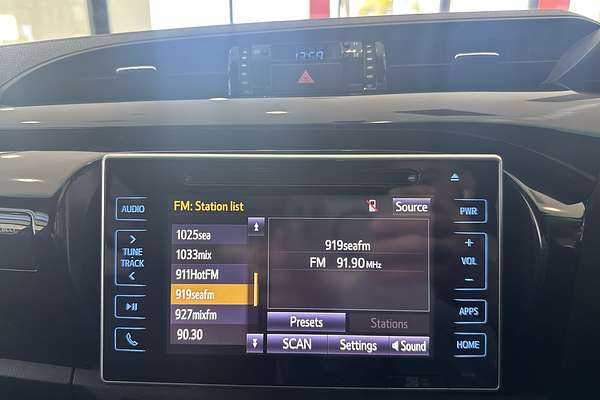 12:59
AUDIO
FM: Station list
Source
PWR
1025sea
1033mix
911HotFM
919seafm
927mixfm
90.30
919seafm
FM 91.90 MHz
Presets
Stations
SCAN
Settings
Sound
TUNE
TRACK
+
VOL
−
APPS
HOME